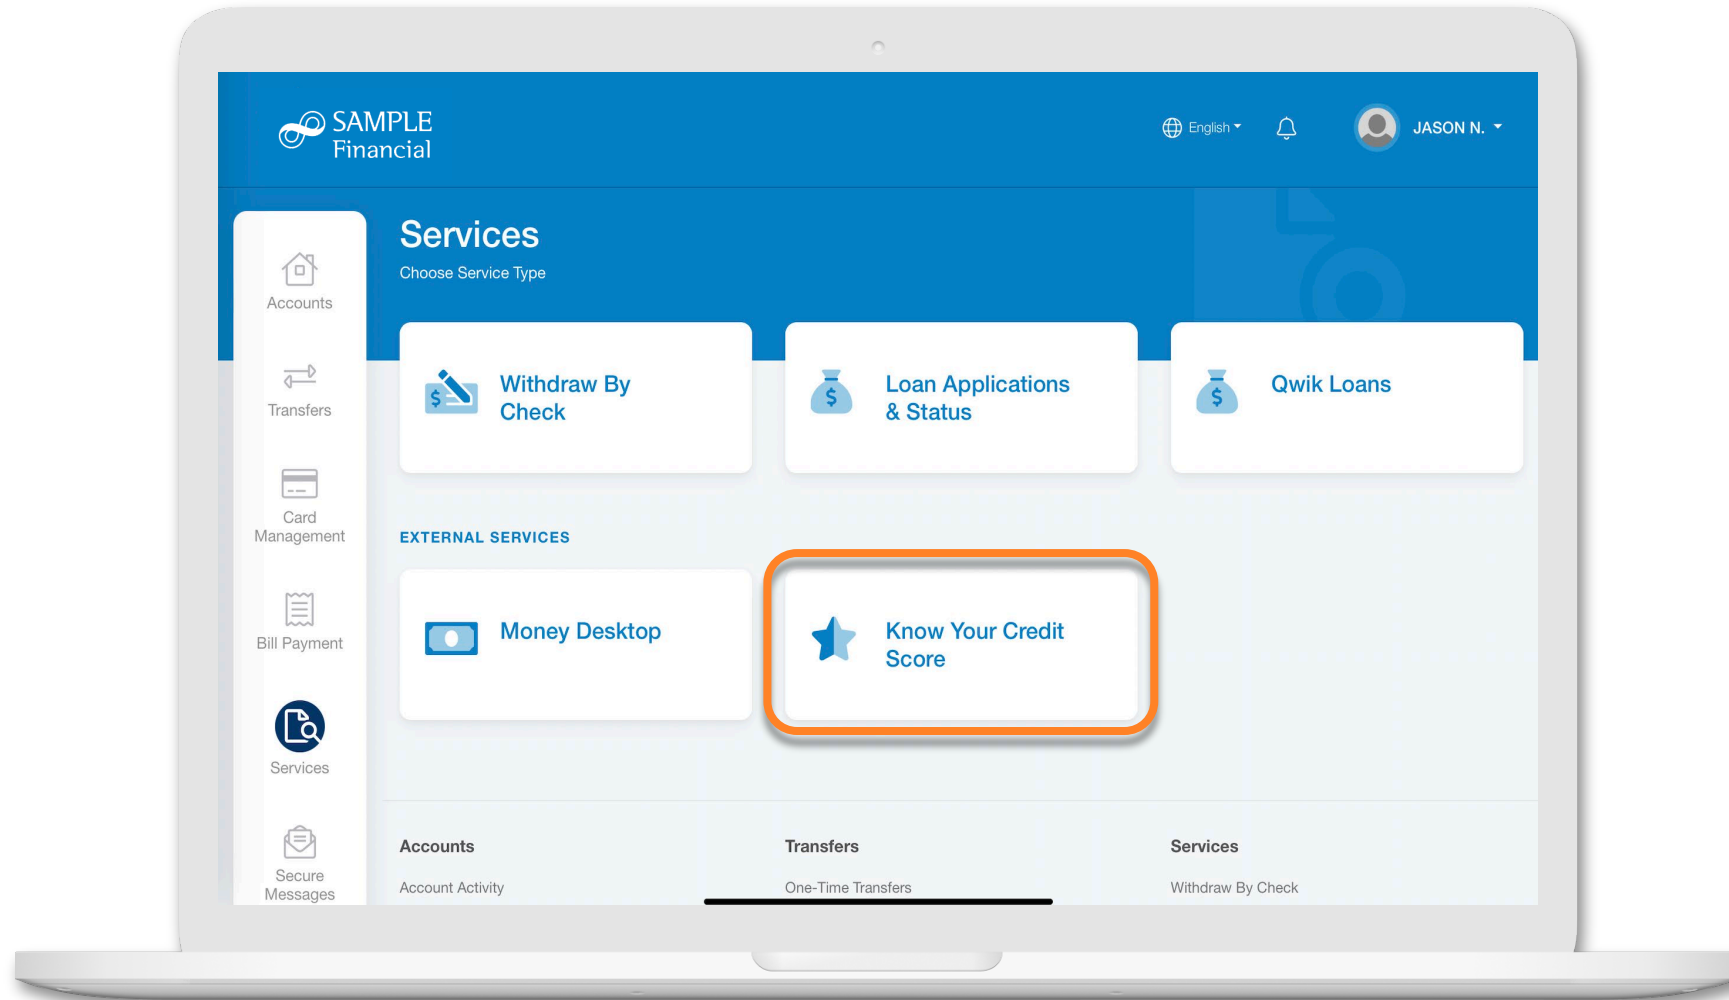 SAMPLE
Financial
English
JASON N.
Services
Choose Service Type
Accounts
Transfers
Card
Management
Bill Payment
Services
Secure
Messages
$
Withdraw By
Check
$
Loan Applications
& Status
$
Qwik Loans
EXTERNAL SERVICES
Money Desktop
Know Your Credit
Score
Accounts
Account Activity
Transfers
One-Time Transfers
Services
Withdraw By Check